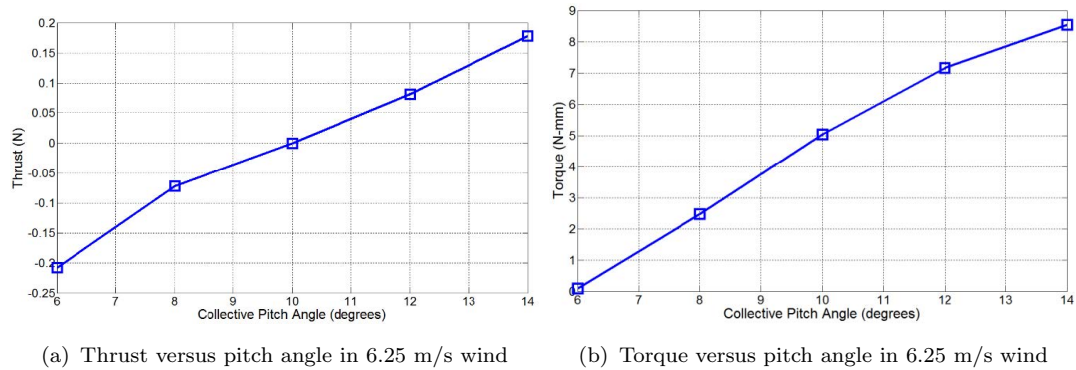 0.2
0.15
0.1
0.05
0
-0.05
-0.1
-0.15
-0.2
-0.25
Thrust (N)
6 7 8 9 10 11 12 13 14
Collective Pitch Angle (degrees)
(a) Thrust versus pitch angle in 6.25 m/s wind
9
8
7
6
5
4
3
2
1
0
Torque (N-mm)
6 7 8 9 10 11 12 13 14
Collective Pitch Angle (degrees)
(b) Torque versus pitch angle in 6.25 m/s wind